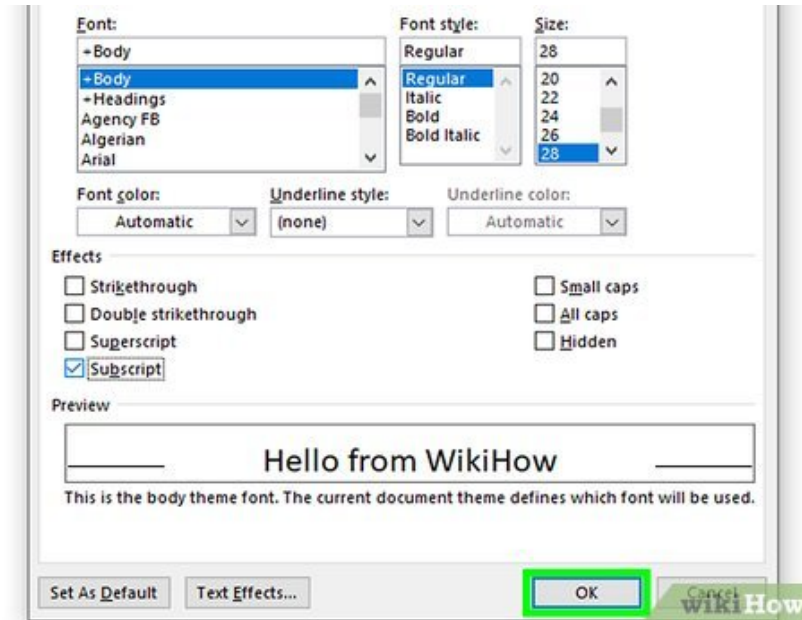 Font: Font style: Size:
+Body Regular 28
+Body Regular 20
+Headings Italic 22
Agency FB Bold 24
Algerian Bold Italic 26
Arial 28
Font color: Underline style: Underline color:
Automatic (none) Automatic
Effects
Strikethrough Small caps
Double strikethrough All caps
Superscript Hidden
Subscript
Preview
Hello from WikiHow
This is the body theme font. The current document theme defines which font will be used.
Set As Default Text Effects... OK Cancel
wikiHow